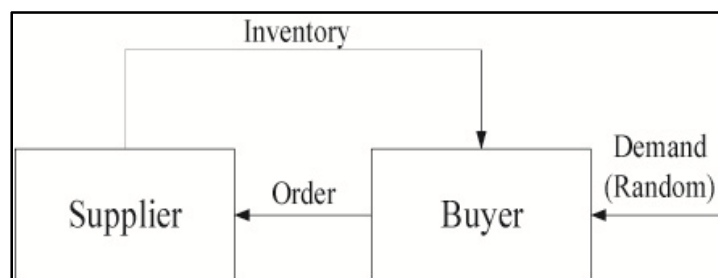 Inventory
Demand
(Random)
Order
Supplier
Buyer